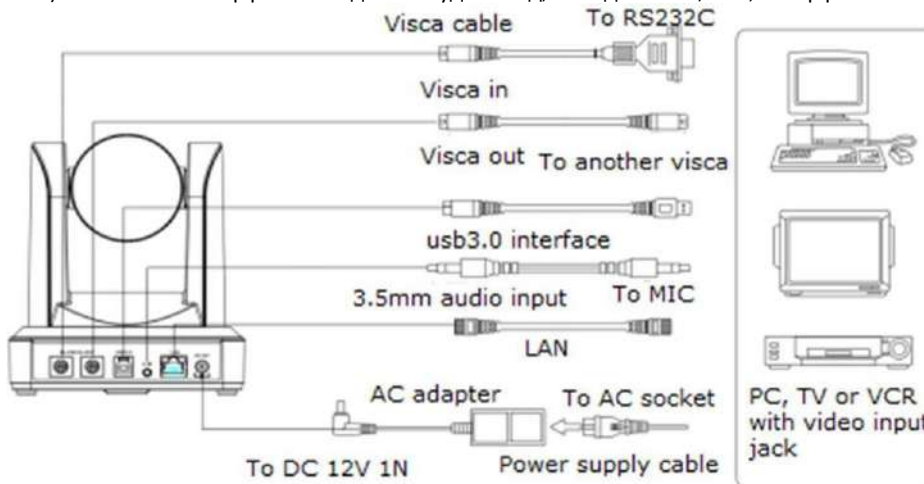 Visca cable
To RS232C
Visca in
Visca out
To another visca
usb3.0 interface
3.5mm audio input
To MIC
LAN
AC adapter
To AC socket
To DC 12V 1N
Power supply cable
PC, TV or VCR
with video input
jack